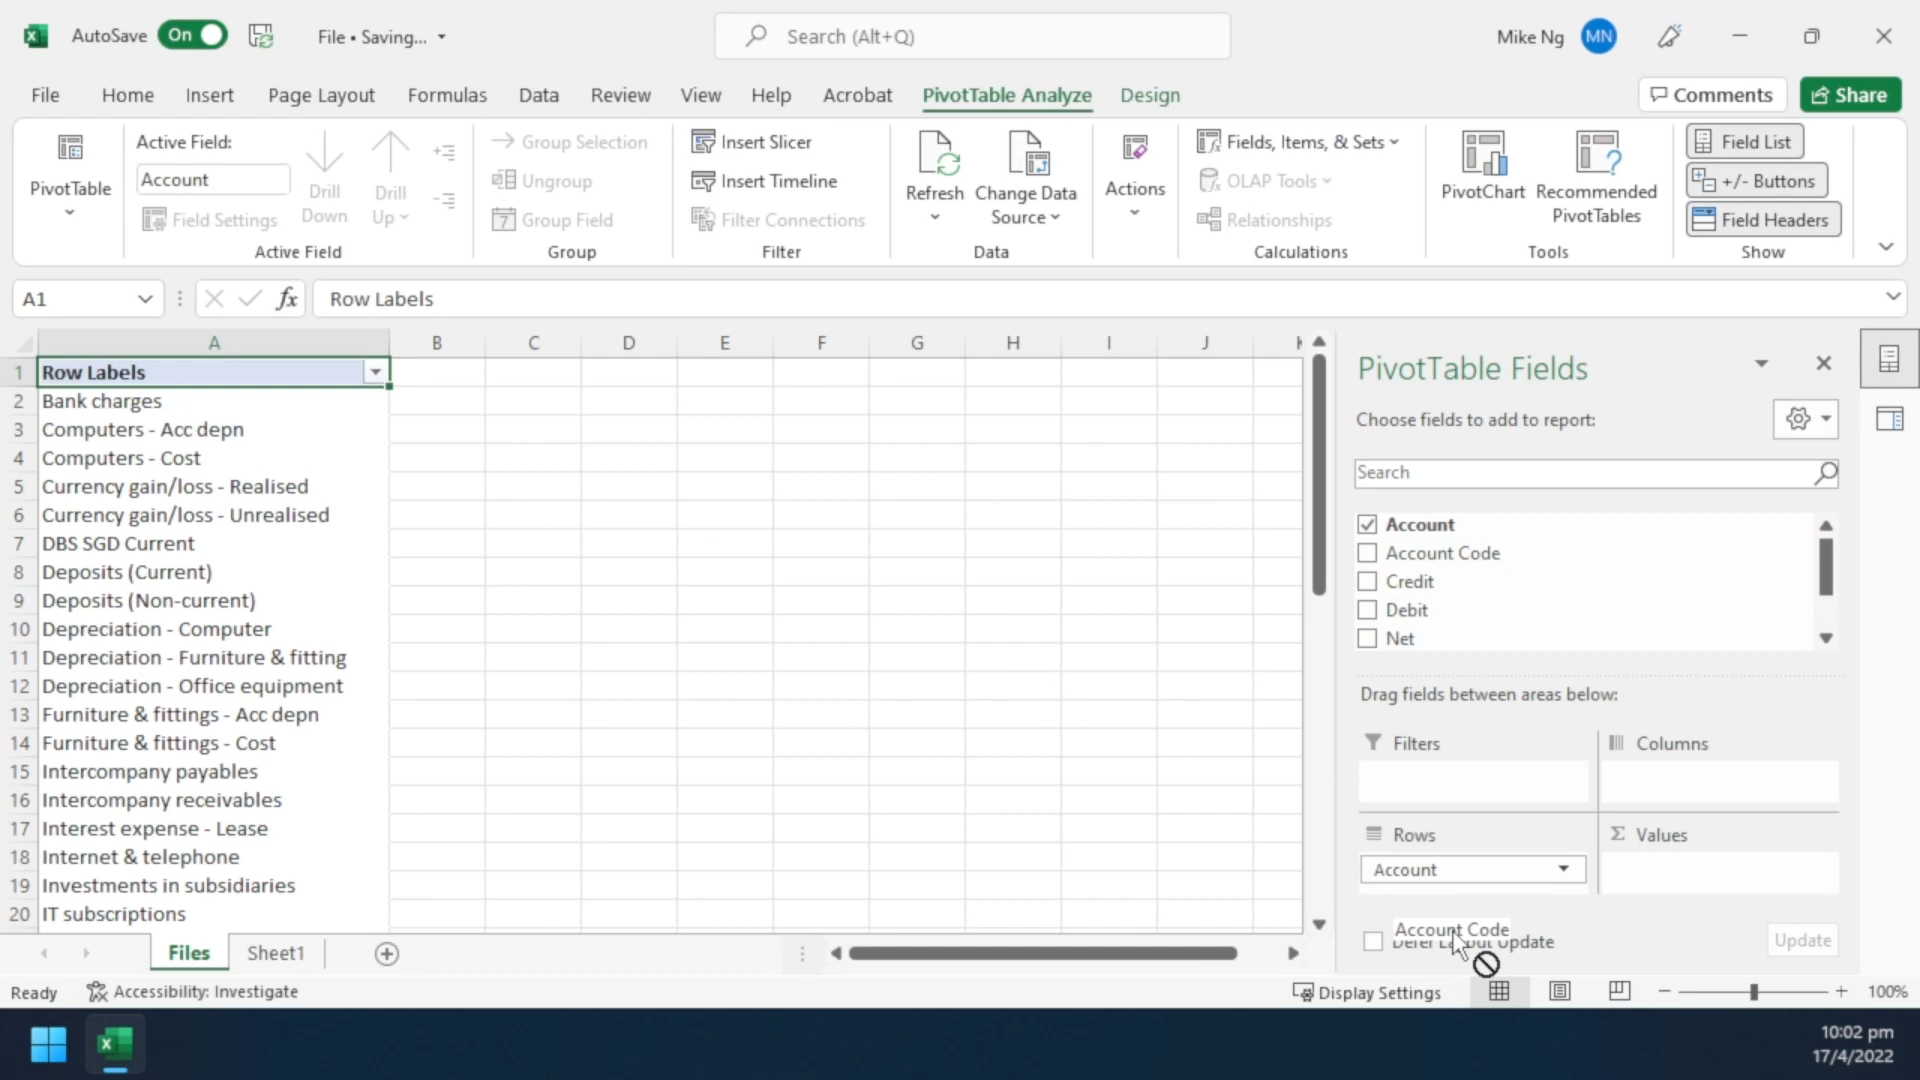 AutoSave On File • Saving... Search (Alt+Q) Mike Ng MN
File Home Insert Page Layout Formulas Data Review View Help Acrobat PivotTable Analyze Design Comments Share
PivotTable
Active Field:
Account
Field Settings
Drill Down
Drill Up
Active Field
Group Selection
Ungroup
Group Field
Group
Insert Slicer
Insert Timeline
Filter Connections
Filter
Refresh
Change Data Source
Data
Actions
Fields, Items, & Sets
OLAP Tools
Relationships
Calculations
PivotChart
Recommended PivotTables
Tools
Field List
+/- Buttons
Field Headers
Show
A1 fx Row Labels
A B C D E F G H I J
1 Row Labels
2 Bank charges
3 Computers - Acc depn
4 Computers - Cost
5 Currency gain/loss - Realised
6 Currency gain/loss - Unrealised
7 DBS SGD Current
8 Deposits (Current)
9 Deposits (Non-current)
10 Depreciation - Computer
11 Depreciation - Furniture & fitting
12 Depreciation - Office equipment
13 Furniture & fittings - Acc depn
14 Furniture & fittings - Cost
15 Intercompany payables
16 Intercompany receivables
17 Interest expense - Lease
18 Internet & telephone
19 Investments in subsidiaries
20 IT subscriptions
PivotTable Fields
Choose fields to add to report:
Search
Account
Account Code
Credit
Debit
Net
Drag fields between areas below:
Filters
Columns
Rows
Values
Account
Account Code
Defer Layout Update
Update
Files Sheet1
Ready Accessibility: Investigate Display Settings 100%
10:02 pm
17/4/2022